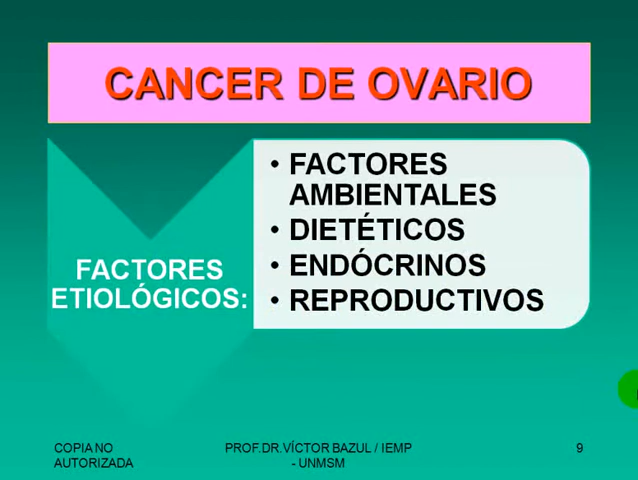 CANCER DE OVARIO
FACTORES
ETIOLÓGICOS:
• FACTORES
AMBIENTALES
• DIETÉTICOS
• ENDÓCRINOS
• REPRODUCTIVOS
COPIA NO
AUTORIZADA
PROF.DR.VÍCTOR BAZUL / IEMP
- UNMSM
9